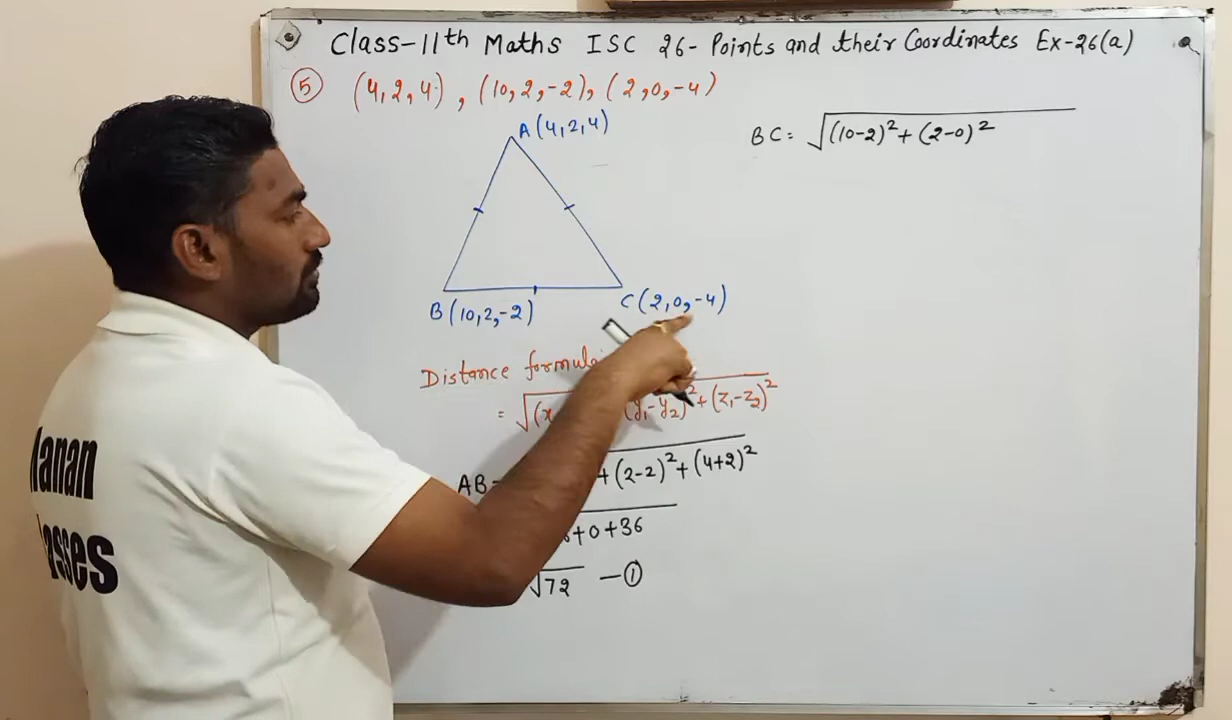 Class-11th Maths ISC 26- Points and their Coordinates Ex-26(a)
⑤ (4,2,4), (10,2,-2), (2,0,-4)
A(4,2,4)
B(10,2,-2)
C(2,0,-4)
Distance formula
= √(x (y₁-y₂)²+(z₁-z₂)²
AB= +(2-2)²+(4+2)²
+0+36
√72 —①
BC= √(10-2)²+(2-0)²
Manan
lasses